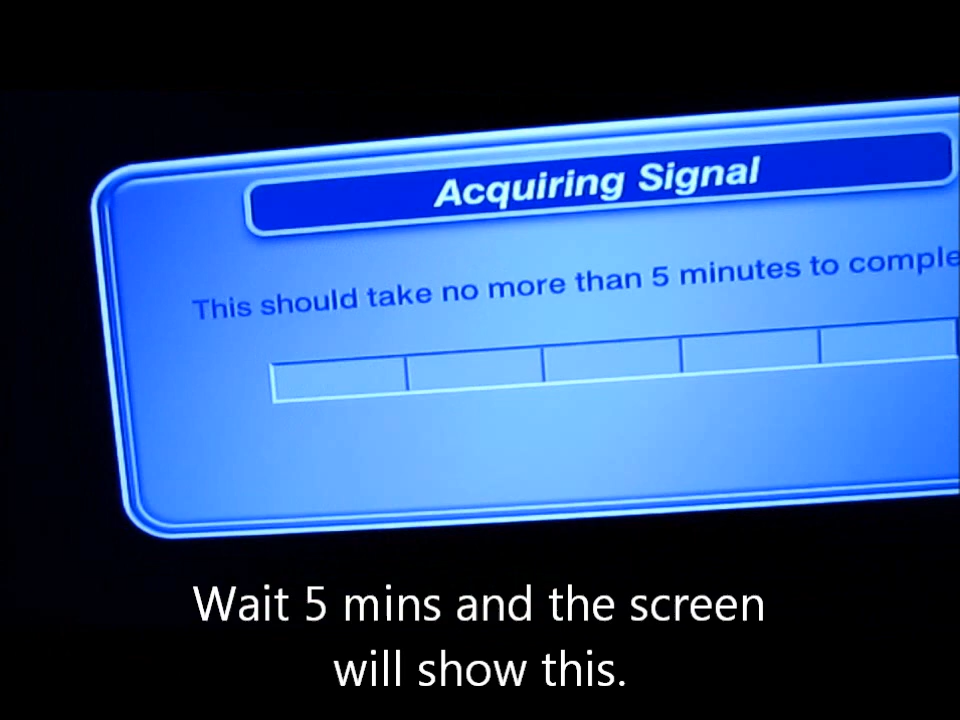 Acquiring Signal
This should take no more than 5 minutes to comple
Wait 5 mins and the screen
will show this.